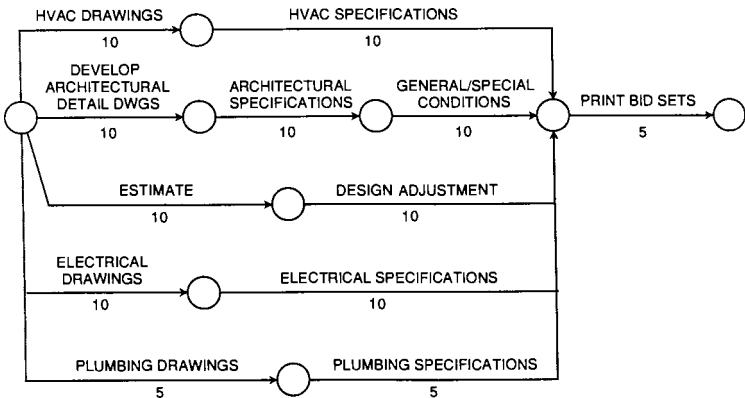 HVAC DRAWINGS
10
HVAC SPECIFICATIONS
10
DEVELOP
ARCHITECTURAL
DETAIL DWGS
10
ARCHITECTURAL
SPECIFICATIONS
10
GENERAL/SPECIAL
CONDITIONS
10
PRINT BID SETS
5
ESTIMATE
10
DESIGN ADJUSTMENT
10
ELECTRICAL
DRAWINGS
10
ELECTRICAL SPECIFICATIONS
10
PLUMBING DRAWINGS
5
PLUMBING SPECIFICATIONS
5